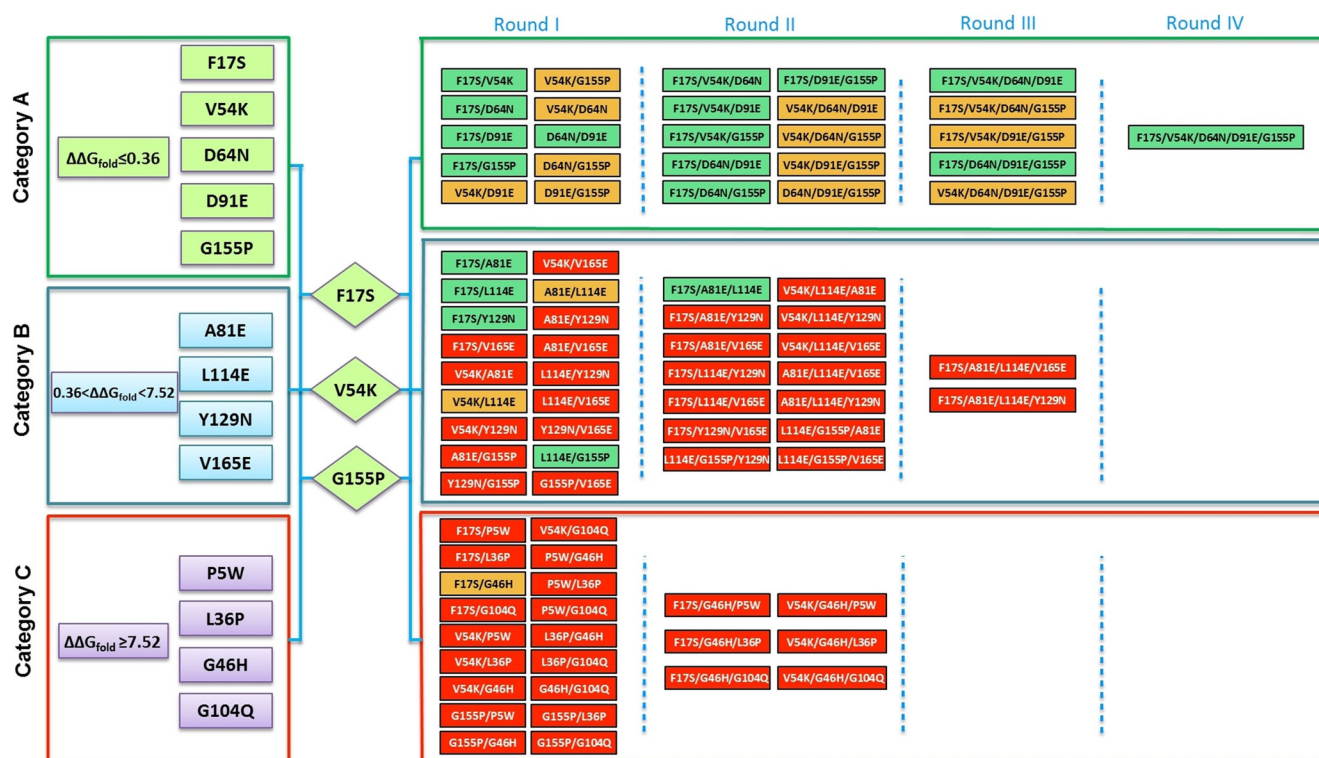 Round I
Round II
Round III
Round IV
Category A
ΔΔGfold≤0.36
F17S
V54K
D64N
D91E
G155P
Category B
0.36<ΔΔGfold<7.52
A81E
L114E
Y129N
V165E
Category C
ΔΔGfold ≥7.52
P5W
L36P
G46H
G104Q
F17S
V54K
G155P
F17S/V54K V54K/G155P
F17S/D64N V54K/D64N
F17S/D91E D64N/D91E
F17S/G155P D64N/G155P
V54K/D91E D91E/G155P
F17S/V54K/D64N F17S/D91E/G155P
F17S/V54K/D91E V54K/D64N/D91E
F17S/V54K/G155P V54K/D64N/G155P
F17S/D64N/D91E V54K/D91E/G155P
F17S/D64N/G155P D64N/D91E/G155P
F17S/V54K/D64N/D91E
F17S/V54K/D64N/G155P
F17S/V54K/D91E/G155P
F17S/D64N/D91E/G155P
V54K/D64N/D91E/G155P
F17S/V54K/D64N/D91E/G155P
F17S/A81E V54K/V165E
F17S/L114E A81E/L114E
F17S/Y129N A81E/Y129N
F17S/V165E A81E/V165E
V54K/A81E L114E/Y129N
V54K/L114E L114E/V165E
V54K/Y129N Y129N/V165E
A81E/G155P L114E/G155P
Y129N/G155P G155P/V165E
F17S/A81E/L114E V54K/L114E/A81E
F17S/A81E/Y129N V54K/L114E/Y129N
F17S/A81E/V165E V54K/L114E/V165E
F17S/L114E/Y129N A81E/L114E/V165E
F17S/L114E/V165E A81E/L114E/Y129N
F17S/Y129N/V165E L114E/G155P/A81E
L114E/G155P/Y129N L114E/G155P/V165E
F17S/A81E/L114E/V165E
F17S/A81E/L114E/Y129N
F17S/P5W V54K/G104Q
F17S/L36P P5W/G46H
F17S/G46H P5W/L36P
F17S/G104Q P5W/G104Q
V54K/P5W L36P/G46H
V54K/L36P L36P/G104Q
V54K/G46H G46H/G104Q
G155P/P5W G155P/L36P
G155P/G46H G155P/G104Q
F17S/G46H/P5W V54K/G46H/P5W
F17S/G46H/L36P V54K/G46H/L36P
F17S/G46H/G104Q V54K/G46H/G104Q